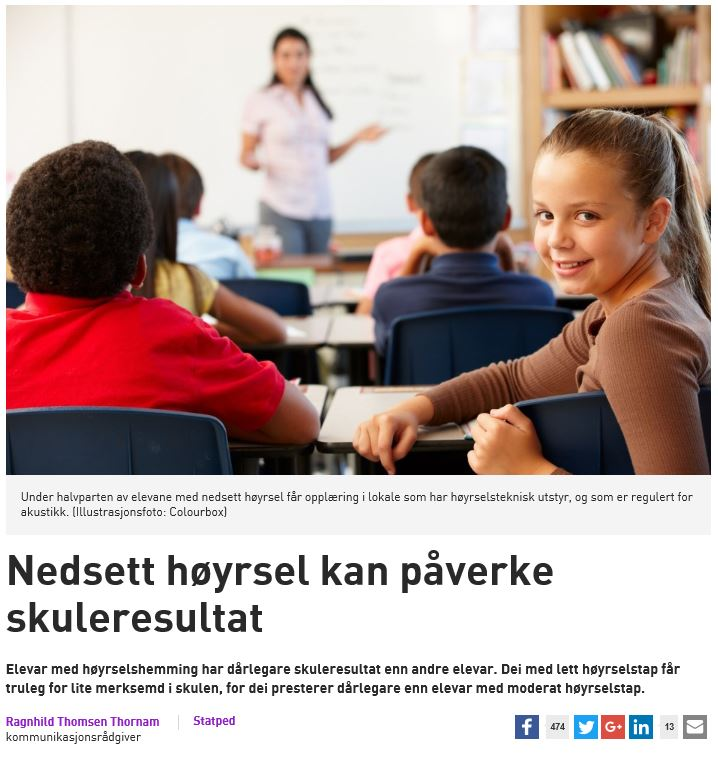 Under halvparten av elevane med nedsett høyrsel får opplæring i lokale som har høyrselsteknisk utstyr, og som er regulert for
akustikk. (Illustrasjonsfoto: Colourbox)
Nedsett høyrsel kan påverke
skuleresultat
Elevar med høyrselshemming har dårlegare skuleresultat enn andre elevar. Dei med lett høyrselstap får
truleg for lite merksemd i skulen, for dei presterer dårlegare enn elevar med moderat høyrselstap.
Ragnhild Thomsen Thornam Statped
kommunikasjonsrådgiver
f 474 G+ in 13